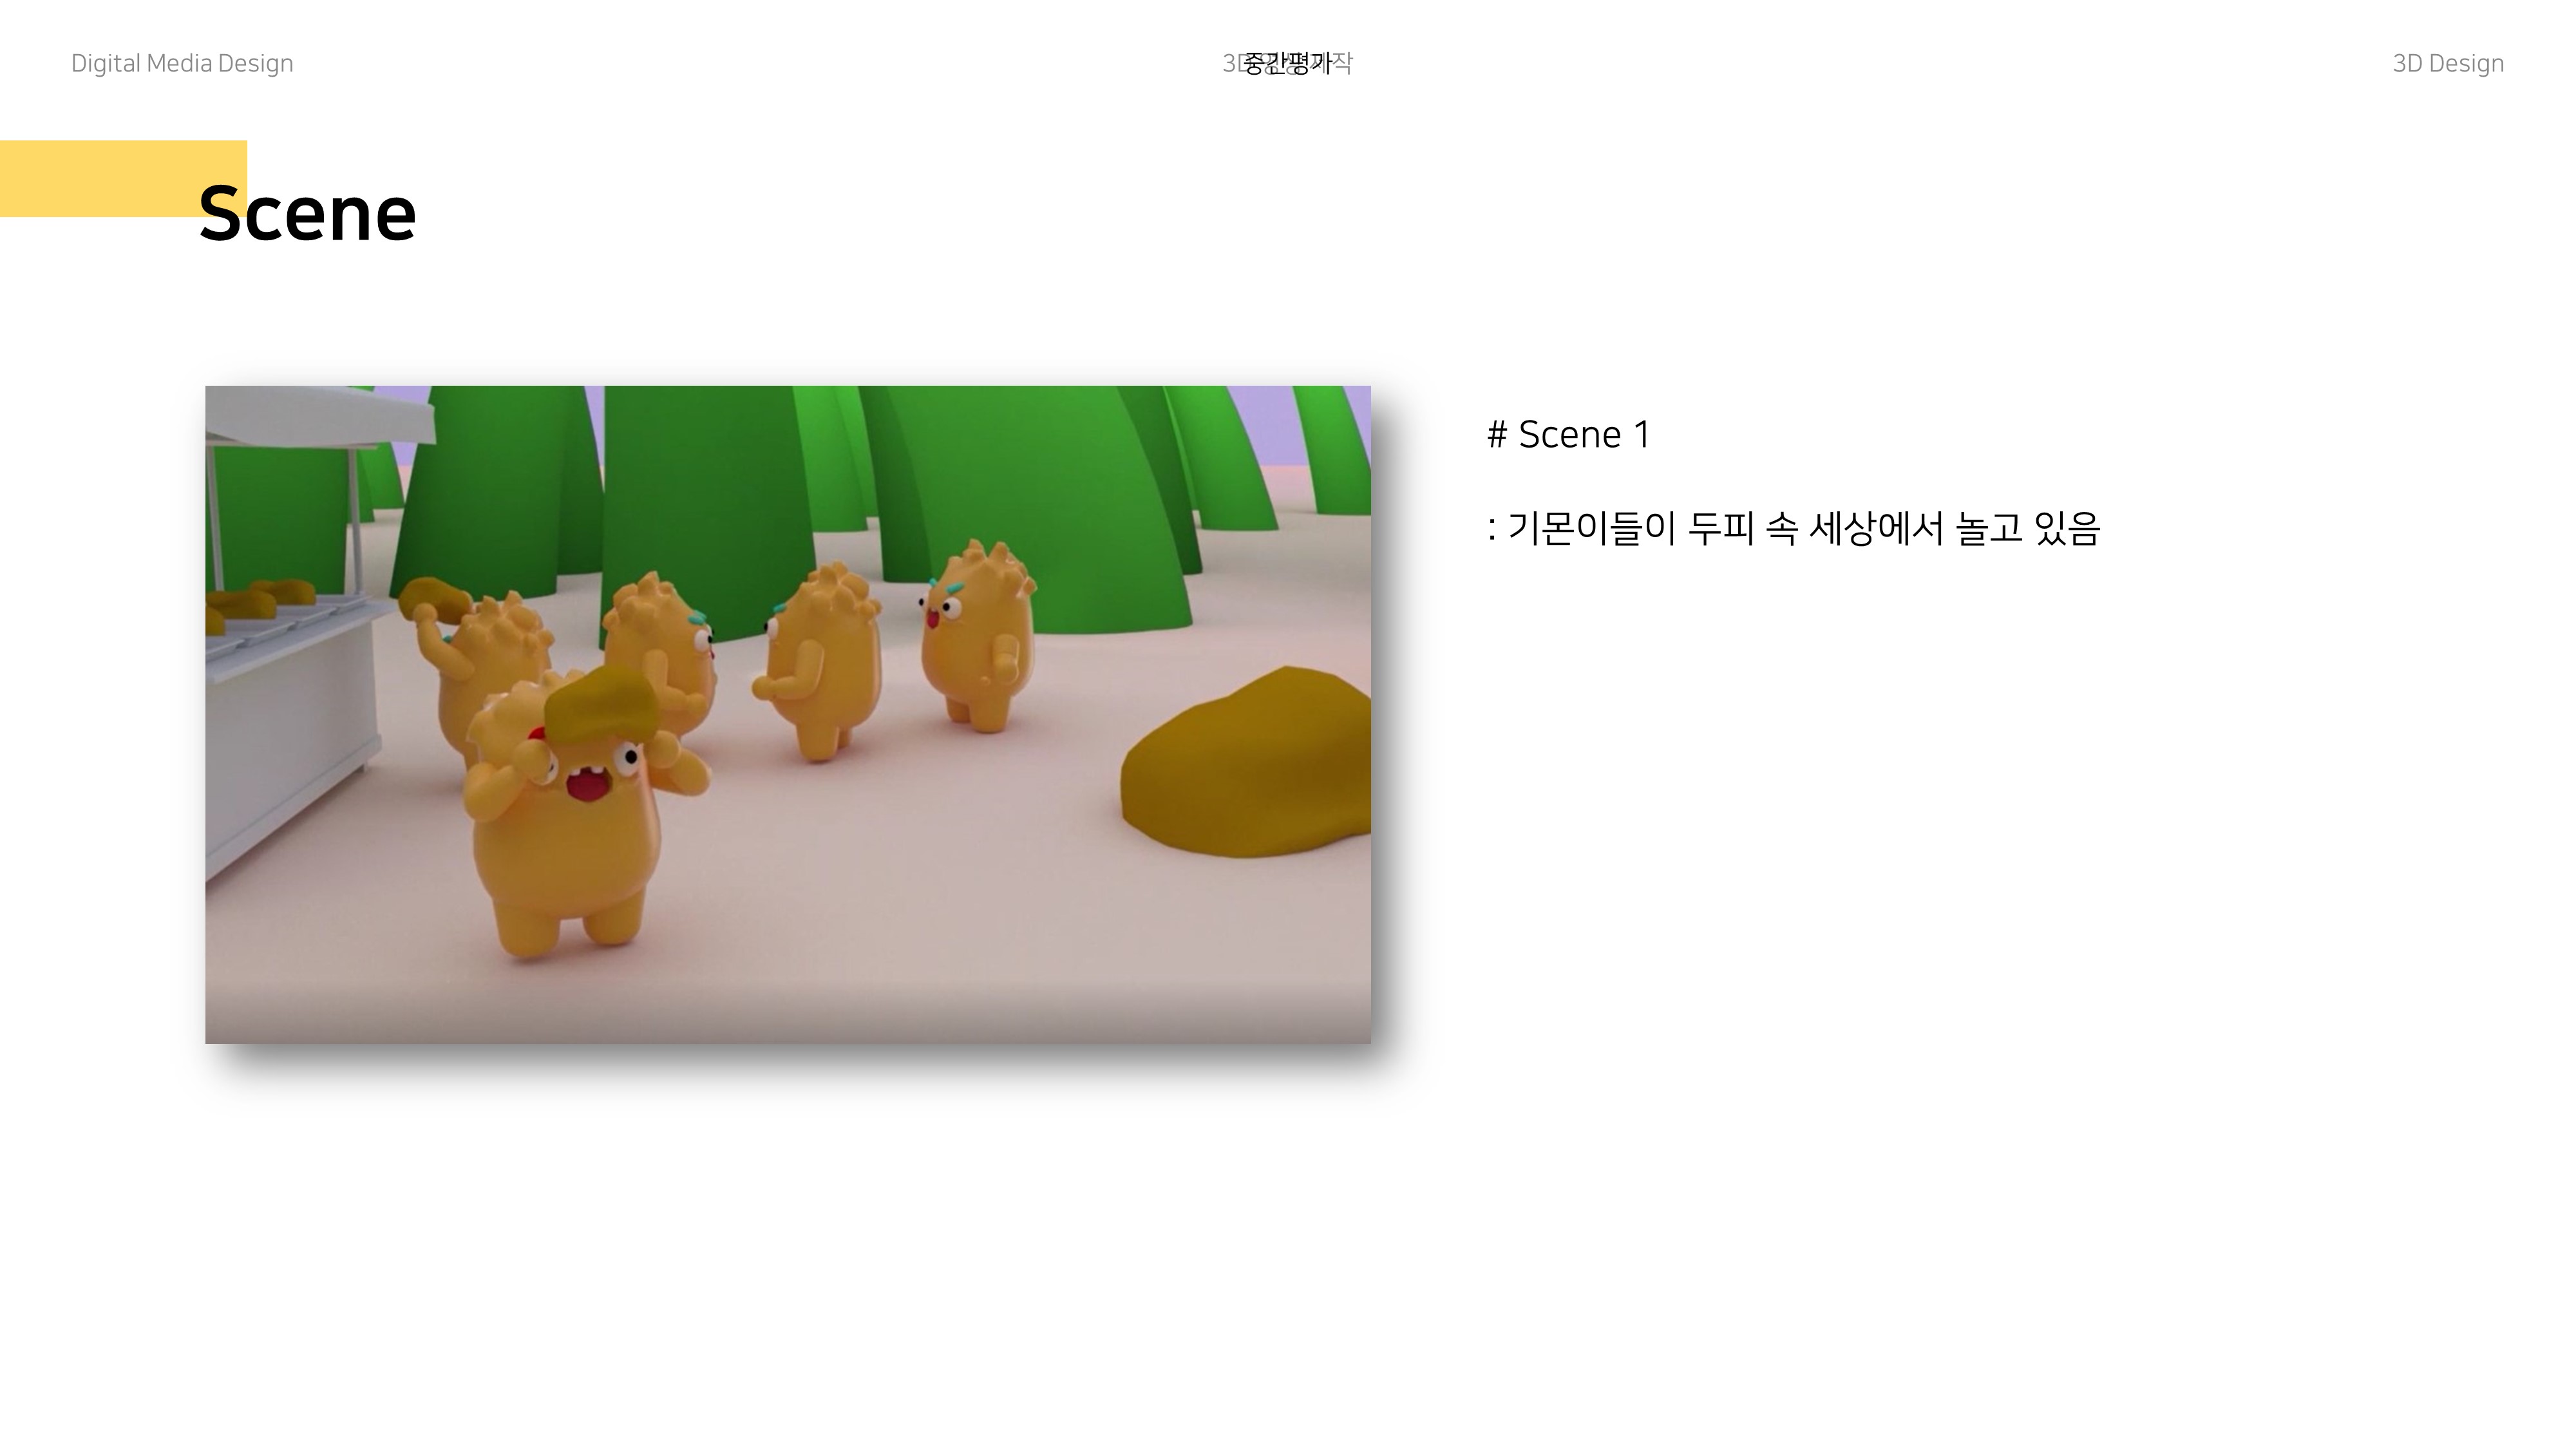 Digital Media Design
중간평가
3D Design
Scene
# Scene 1
: 기몬이들이 두피 속 세상에서 놀고 있음